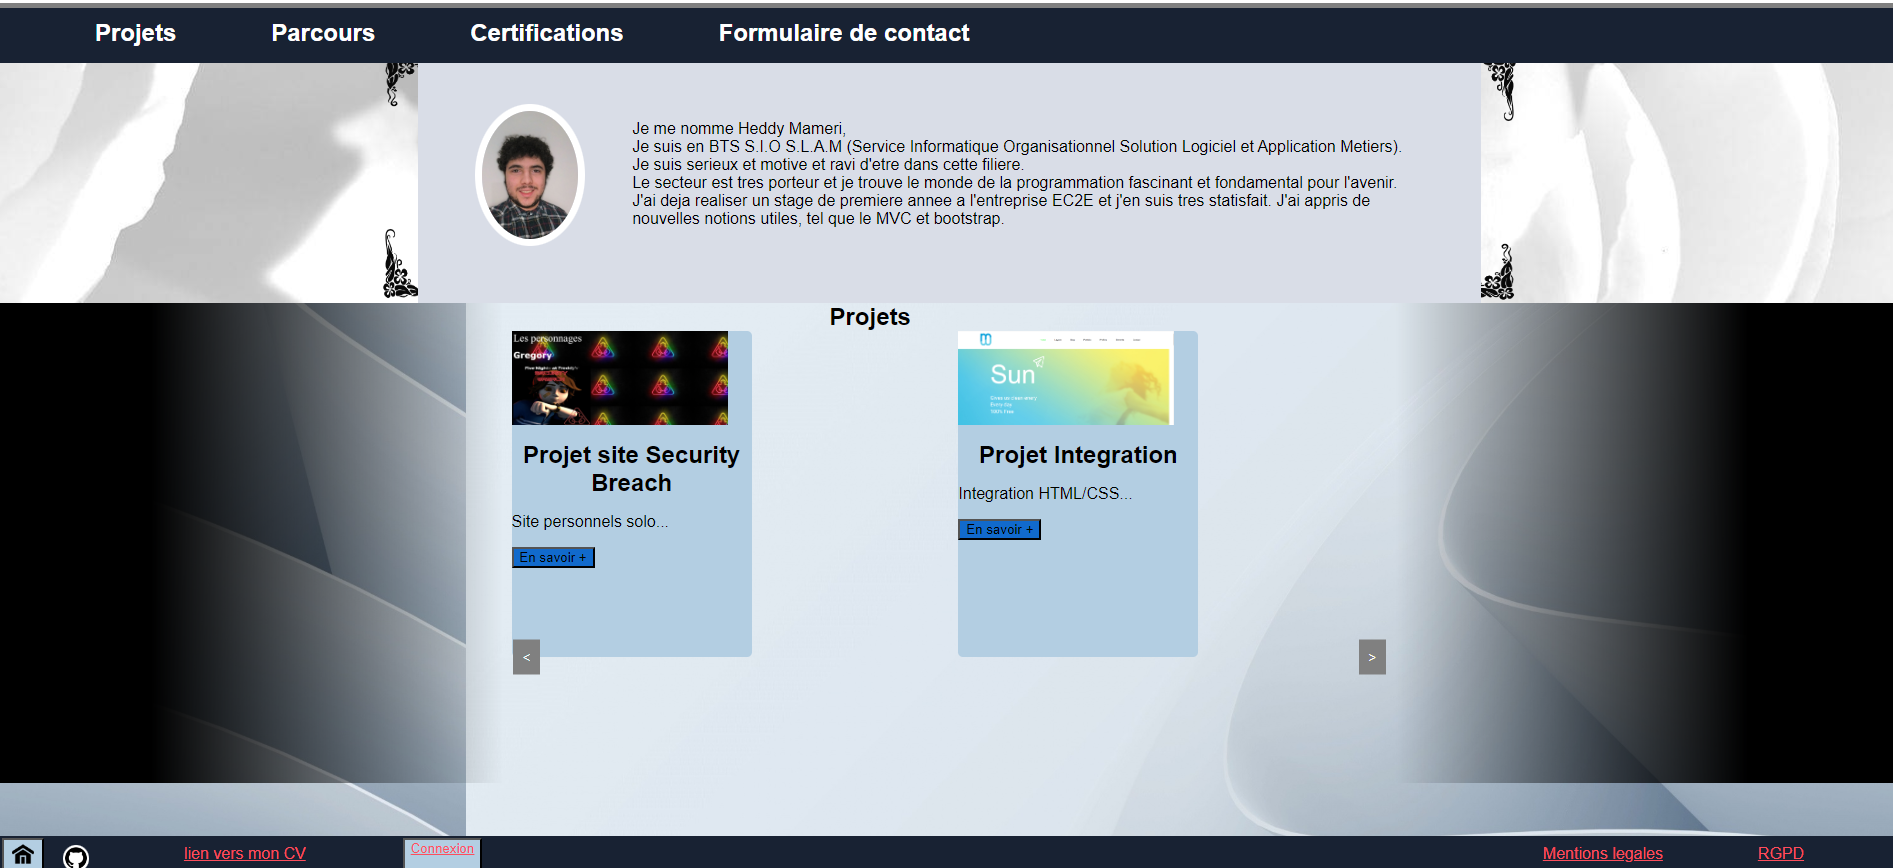 Projets Parcours Certifications Formulaire de contact
Je me nomme Heddy Mameri,
Je suis en BTS S.I.O S.L.A.M (Service Informatique Organisationnel Solution Logiciel et Application Metiers).
Je suis serieux et motive et ravi d'etre dans cette filiere.
Le secteur est tres porteur et je trouve le monde de la programmation fascinant et fondamental pour l'avenir.
J'ai deja realiser un stage de premiere annee a l'entreprise EC2E et j'en suis tres statisfait. J'ai appris de
nouvelles notions utiles, tel que le MVC et bootstrap.
Projets
Les personnages
Gregory
Projet site Security
Breach
Site personnels solo...
En savoir +
Sun
Projet Integration
Integration HTML/CSS...
En savoir +
<
>
lien vers mon CV
Connexion
Mentions legales
RGPD